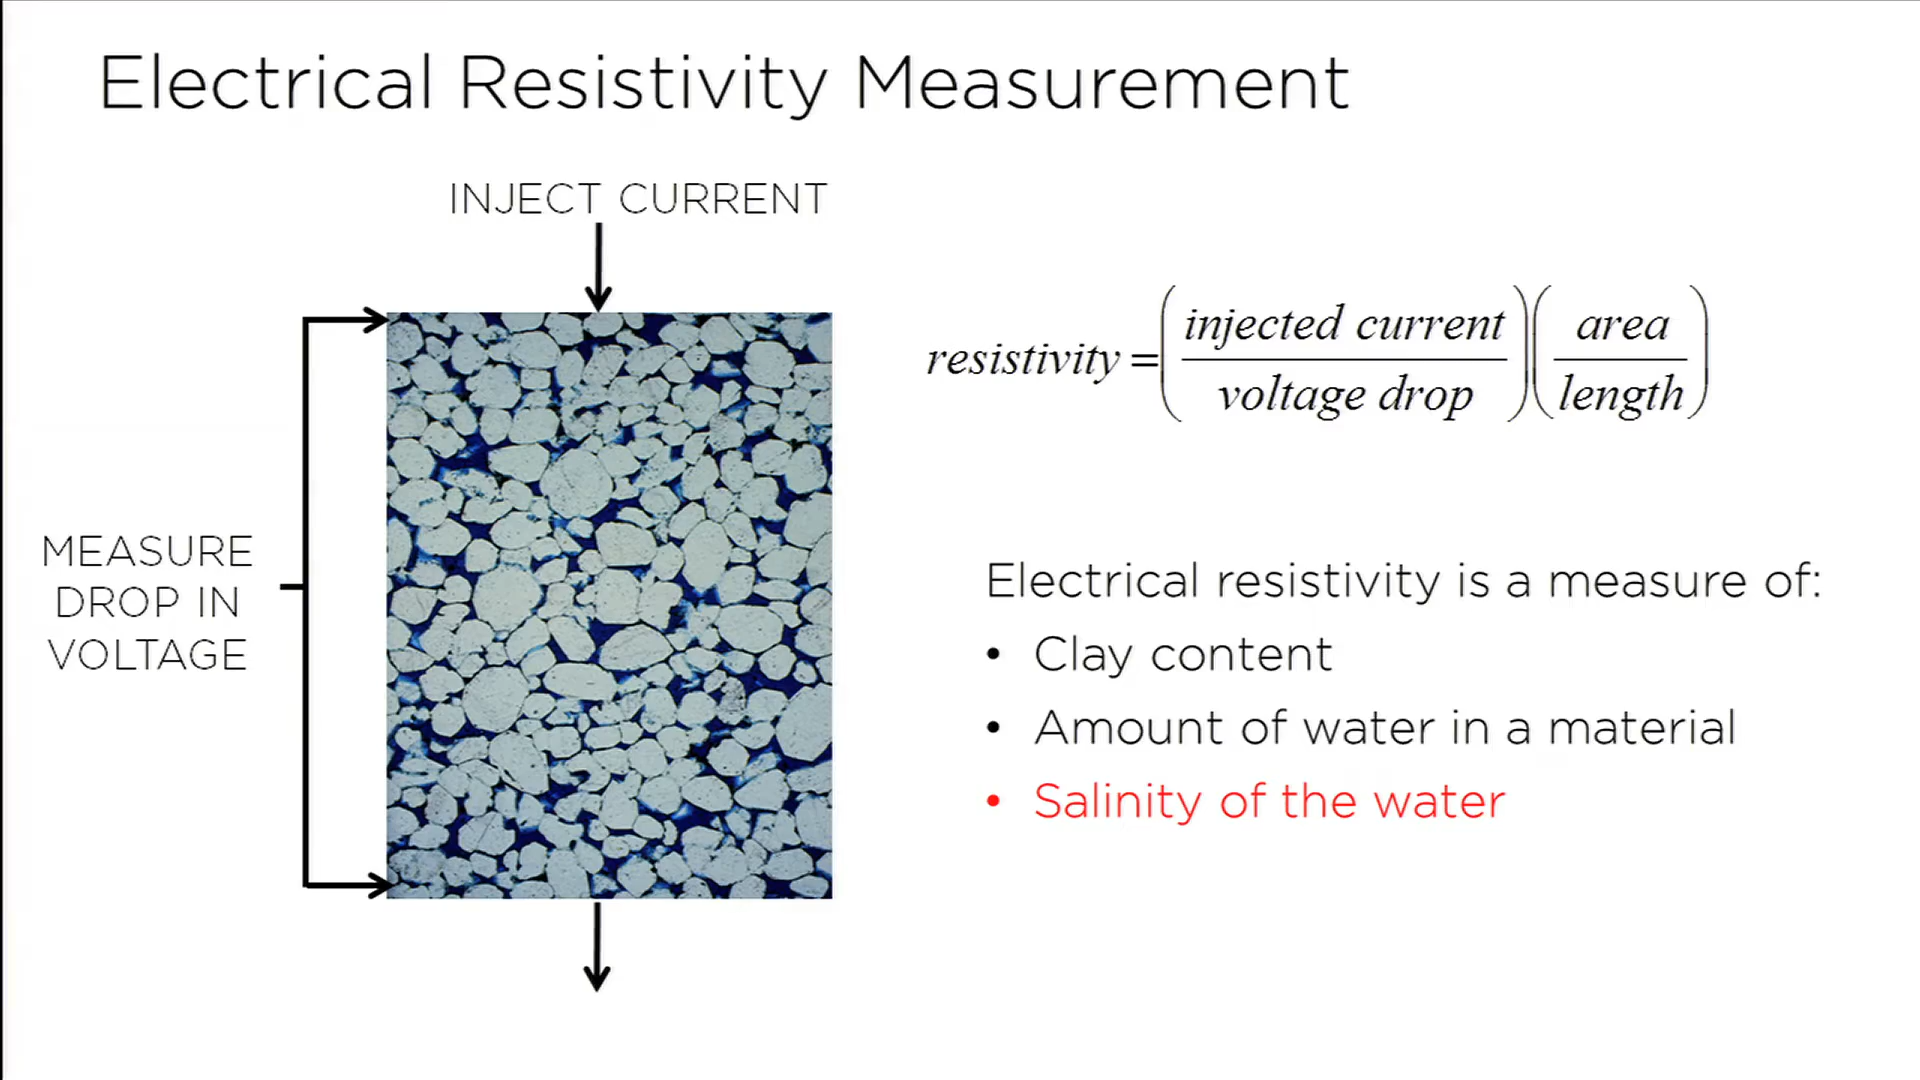 Electrical Resistivity Measurement
INJECT CURRENT
MEASURE
DROP IN
VOLTAGE
resistivity = (injected current / voltage drop) (area / length)
Electrical resistivity is a measure of:
• Clay content
• Amount of water in a material
• Salinity of the water